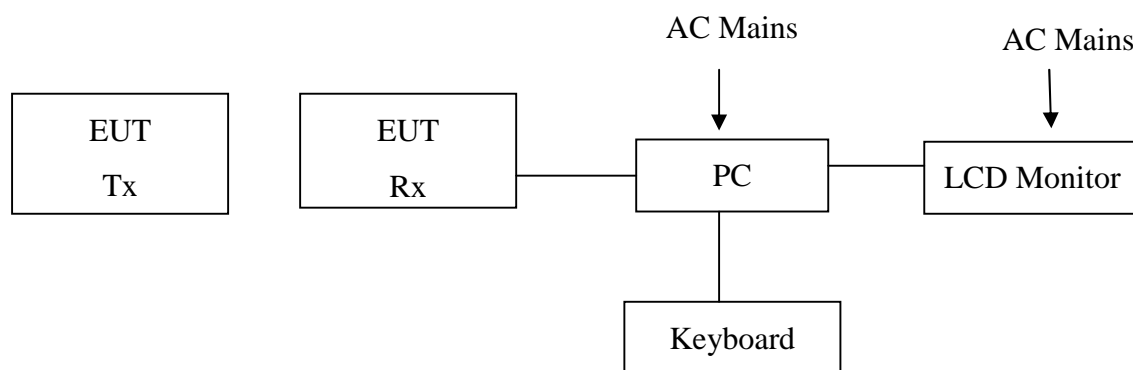 AC Mains
AC Mains
EUT
Tx
EUT
Rx
PC
LCD Monitor
Keyboard